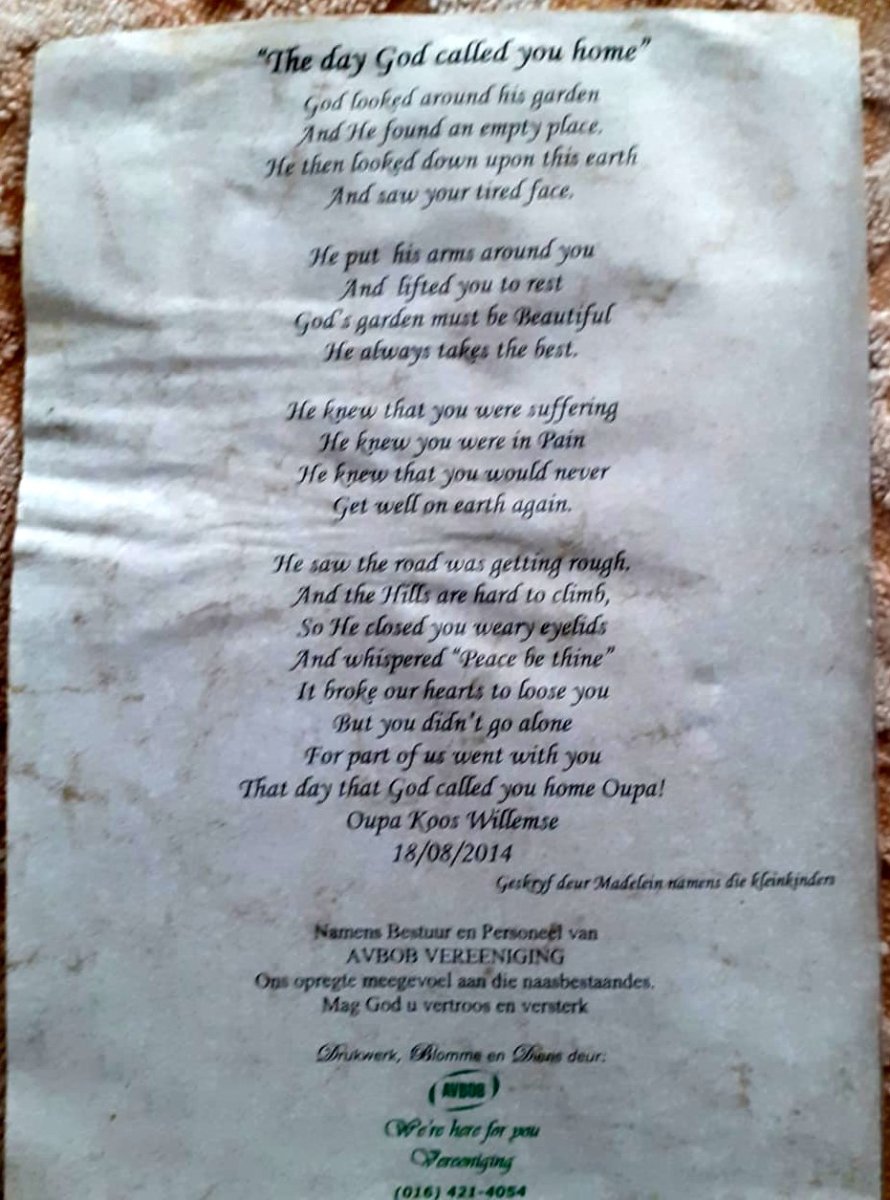 “The day God called you home”
God looked around his garden
And He found an empty place.
He then looked down upon this earth
And saw your tired face.
He put his arms around you
And lifted you to rest
God's garden must be Beautiful
He always takes the best.
He knew that you were suffering
He knew you were in Pain
He knew that you would never
Get well on earth again.
He saw the road was getting rough,
And the Hills are hard to climb,
So He closed you weary eyelids
And whispered “Peace be thine”
It broke our hearts to loose you
But you didn't go alone
For part of us went with you
That day that God called you home Oupa!
Oupa Koos Willemse
18/08/2014
Geskryf deur Madelein namens die kleinkinders
Namens Bestuur en Personeel van
AVBOB VEREENIGING
Ons opregte meegevoel aan die naasbestaandes.
Mag God u vertroos en versterk
Drukwerk, Blomme en Diens deur:
AVBOB
We're here for you
Vereeniging
(016) 421-4054